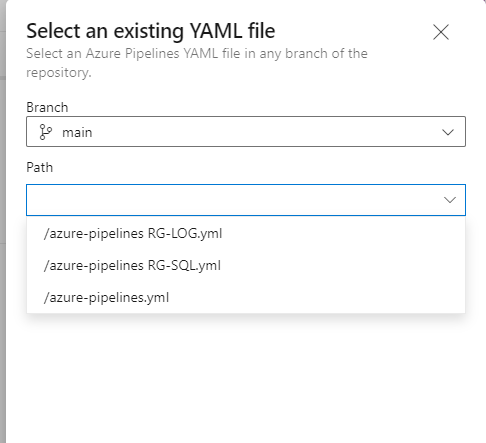 Select an existing YAML file
Select an Azure Pipelines YAML file in any branch of the
repository.
Branch
main
Path
/azure-pipelines RG-LOG.yml
/azure-pipelines RG-SQL.yml
/azure-pipelines.yml